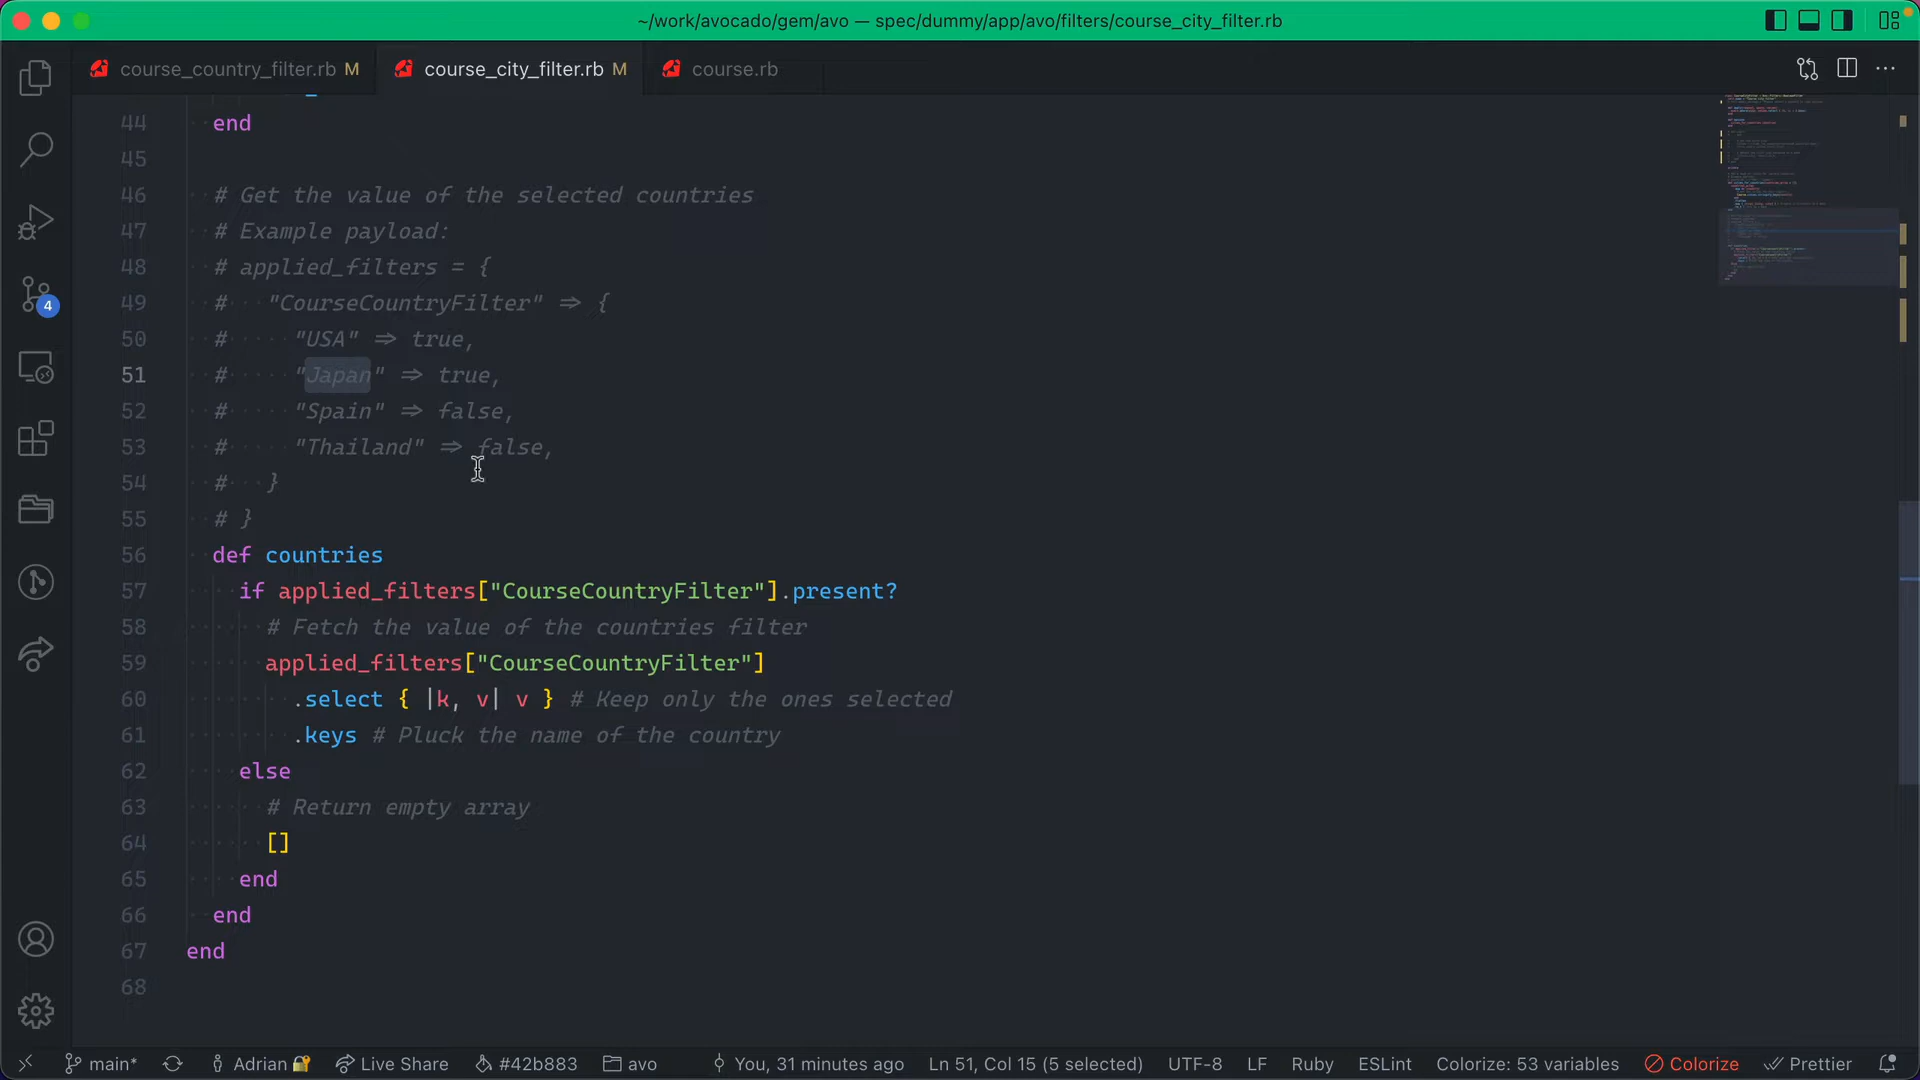 ~/work/avocado/gem/avo — spec/dummy/app/avo/filters/course_city_filter.rb
course_country_filter.rb M course_city_filter.rb M course.rb
44 end
45
46 # Get the value of the selected countries
47 # Example payload:
48 # applied_filters = {
49 # "CourseCountryFilter" => {
50 # "USA" => true,
51 # "Japan" => true,
52 # "Spain" => false,
53 # "Thailand" => false,
54 # }
55 # }
56 def countries
57 if applied_filters["CourseCountryFilter"].present?
58 # Fetch the value of the countries filter
59 applied_filters["CourseCountryFilter"]
60 .select { |k, v| v } # Keep only the ones selected
61 .keys # Pluck the name of the country
62 else
63 # Return empty array
64 []
65 end
66 end
67 end
68
4
main* Adrian Live Share #42b883 avo You, 31 minutes ago Ln 51, Col 15 (5 selected) UTF-8 LF Ruby ESLint Colorize: 53 variables Colorize Prettier